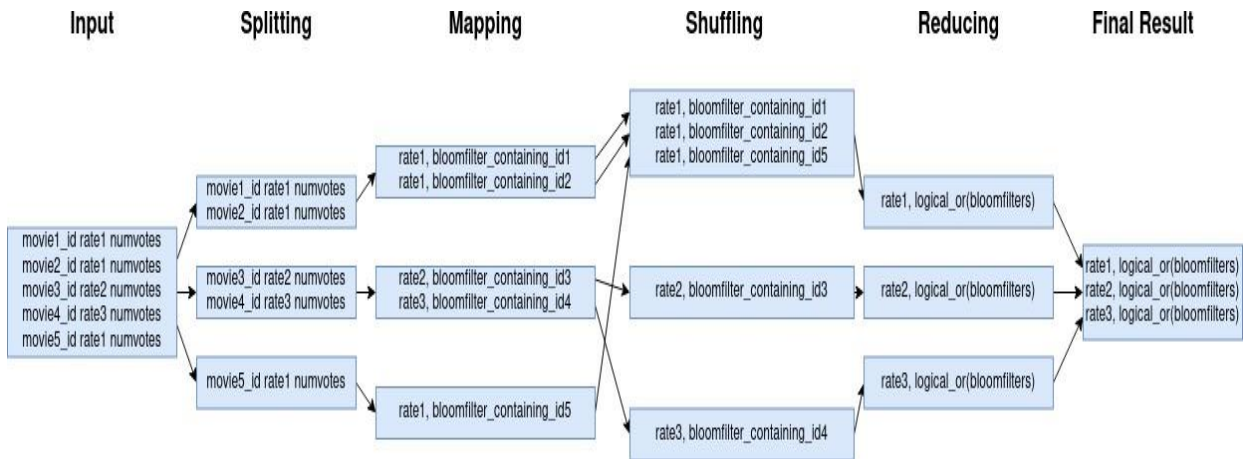 Input
Splitting
Mapping
Shuffling
Reducing
Final Result
movie1_id rate1 numvotes
movie2_id rate1 numvotes
movie3_id rate2 numvotes
movie4_id rate3 numvotes
movie5_id rate1 numvotes
movie1_id rate1 numvotes
movie2_id rate1 numvotes
movie3_id rate2 numvotes
movie4_id rate3 numvotes
movie5_id rate1 numvotes
rate1, bloomfilter_containing_id1
rate1, bloomfilter_containing_id2
rate2, bloomfilter_containing_id3
rate3, bloomfilter_containing_id4
rate1, bloomfilter_containing_id5
rate1, bloomfilter_containing_id1
rate1, bloomfilter_containing_id2
rate1, bloomfilter_containing_id5
rate2, bloomfilter_containing_id3
rate3, bloomfilter_containing_id4
rate1, logical_or(bloomfilters)
rate2, logical_or(bloomfilters)
rate3, logical_or(bloomfilters)
rate1, logical_or(bloomfilters)
rate2, logical_or(bloomfilters)
rate3, logical_or(bloomfilters)